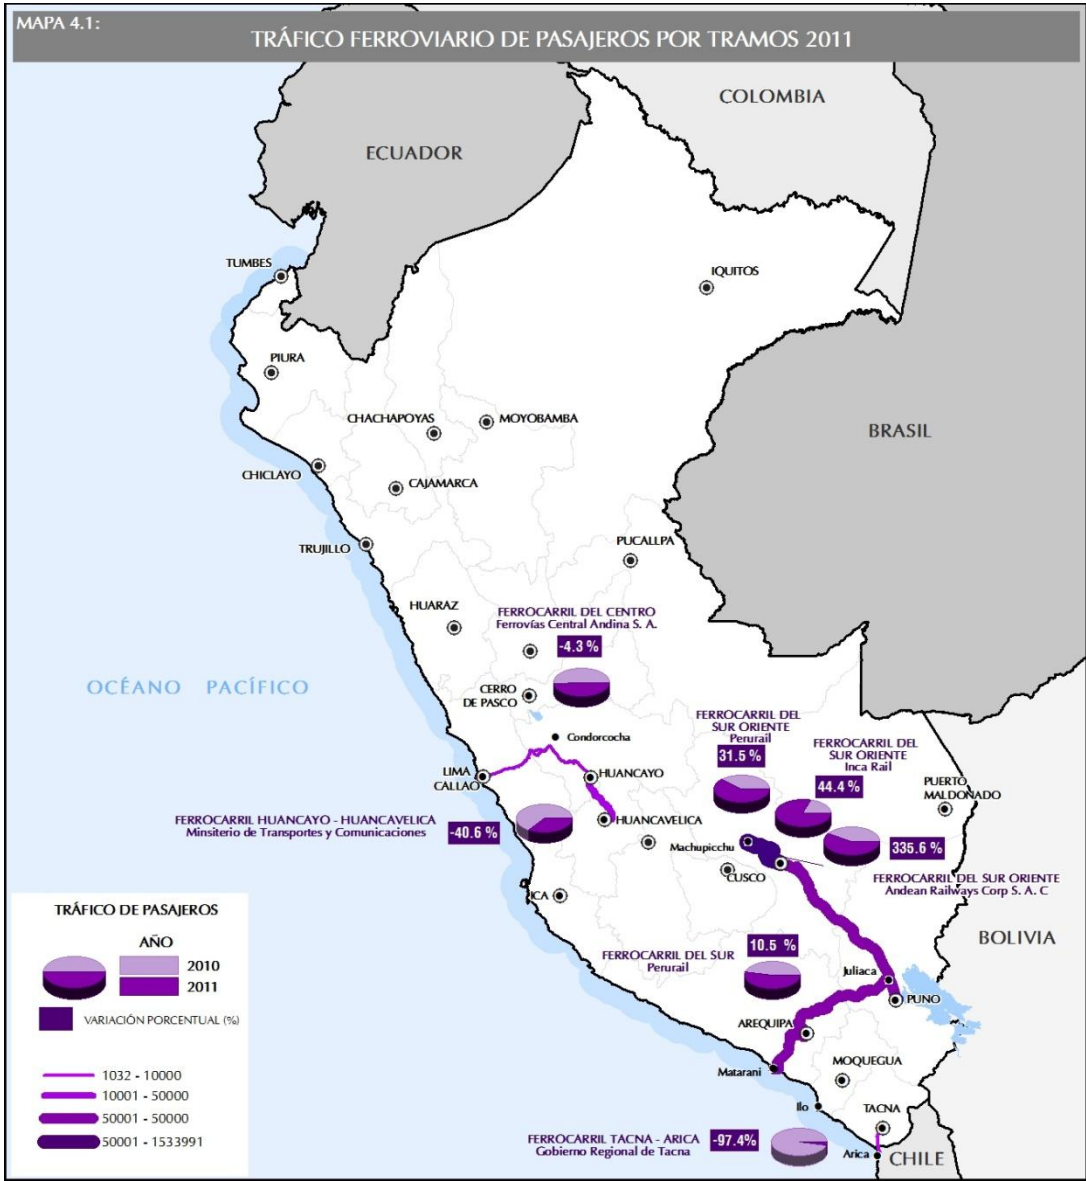 MAPA 4.1:
TRÁFICO FERROVIARIO DE PASAJEROS POR TRAMOS 2011
COLOMBIA
ECUADOR
TUMBES
IQUITOS
PIURA
CHACHAPOYAS
MOYOBAMBA
BRASIL
CHICLAYO
CAJAMARCA
TRUJILLO
PUCALLPA
HUARAZ
FERROCARRIL DEL CENTRO
Ferrovías Central Andina S. A.
-4.3 %
OCÉANO PACÍFICO
CERRO
DE PASCO
Condorcocha
FERROCARRIL DEL
SUR ORIENTE
Perurail
31.5 %
FERROCARRIL DEL
SUR ORIENTE
Inca Rail
44.4 %
LIMA
CALLAO
HUANCAYO
PUERTO
MALDONADO
FERROCARRIL HUANCAYO - HUANCAVELICA
Minsiterio de Transportes y Comunicaciones
-40.6 %
HUANCAVELICA
Machupicchu
335.6 %
CUSCO
FERROCARRIL DEL SUR ORIENTE
Andean Railways Corp S. A. C
ICA
TRÁFICO DE PASAJEROS
AÑO
2010
2011
VARIACIÓN PORCENTUAL (%)
1032 - 10000
10001 - 50000
50001 - 50000
50001 - 1533991
BOLIVIA
10.5 %
FERROCARRIL DEL SUR
Perurail
Juliaca
PUNO
AREQUIPA
MOQUEGUA
Matarani
Ilo
TACNA
FERROCARRIL TACNA - ARICA
Gobierno Regional de Tacna
-97.4%
Arica
CHILE